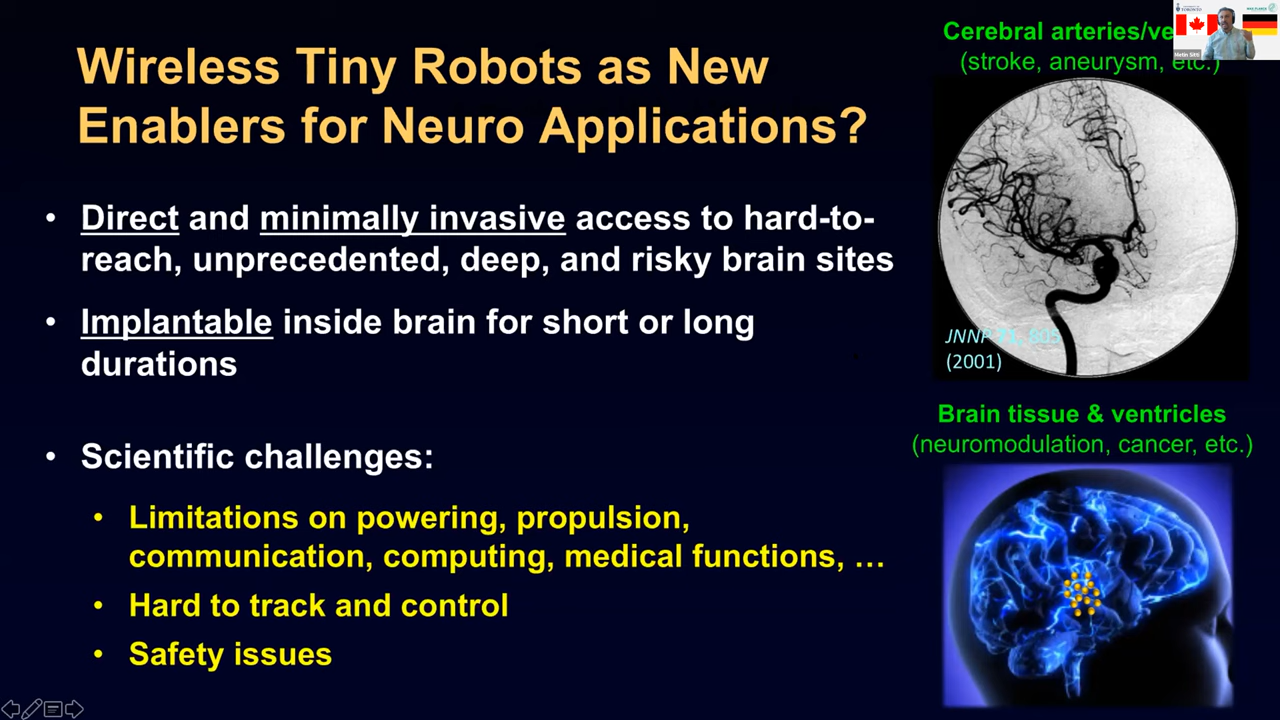 Wireless Tiny Robots as New
Enablers for Neuro Applications?
• Direct and minimally invasive access to hard-to-
reach, unprecedented, deep, and risky brain sites
• Implantable inside brain for short or long
durations
• Scientific challenges:
• Limitations on powering, propulsion,
communication, computing, medical functions, …
• Hard to track and control
• Safety issues
Cerebral arteries/ve
(stroke, aneurysm, etc.)
JNNP 71, 805
(2001)
Brain tissue & ventricles
(neuromodulation, cancer, etc.)
TORONTO
Metin Sitti